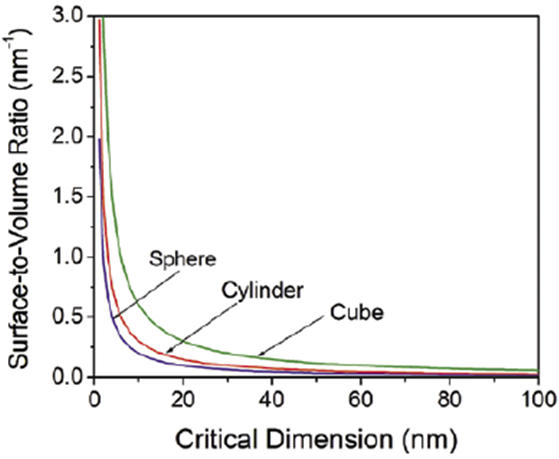 3.0
2.5
2.0
1.5
1.0
0.5
0.0
Surface-to-Volume Ratio (nm⁻¹)
Sphere
Cylinder
Cube
0 20 40 60 80 100
Critical Dimension (nm)